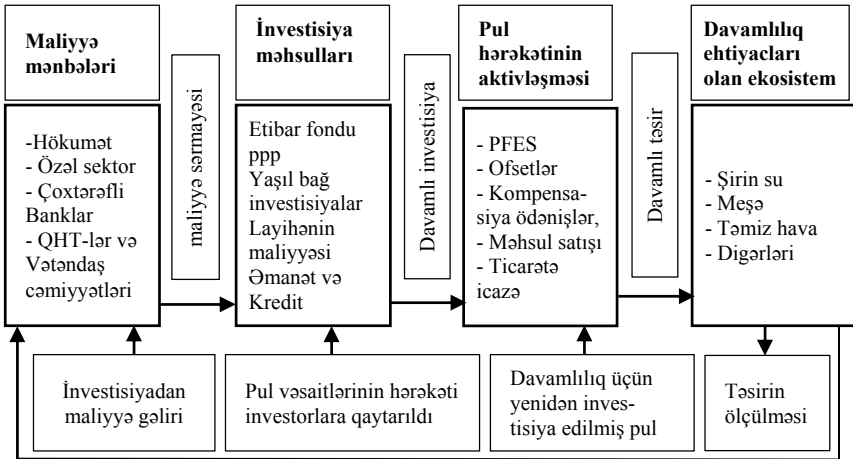 Maliyyə
mənbələri
-Hökumət
- Özəl sektor
- Çoxtərəfli
Banklar
- QHT-lər və
Vətəndaş
cəmiyyətləri
maliyyə sərmayəsi
İnvestisiya
məhsulları
Etibar fondu
ppp
Yaşıl bağ
investisiyalar
Layihənin
maliyyəsi
Əmanət və
Kredit
Davamlı investisiya
Pul
hərəkətinin
aktivləşməsi
- PFES
- Ofsetlər
- Kompensa-
siya ödənişlər,
- Məhsul satışı
- Ticarətə
icazə
Davamlı təsir
Davamlılıq
ehtiyacları
olan ekosistem
- Şirin su
- Meşə
- Təmiz hava
- Digərləri
İnvestisiyadan
maliyyə gəliri
Pul vəsaitlərinin hərəkəti
investorlara qaytarıldı
Davamlılıq üçün
yenidən inves-
tisiya edilmiş pul
Təsirin
ölçülməsi